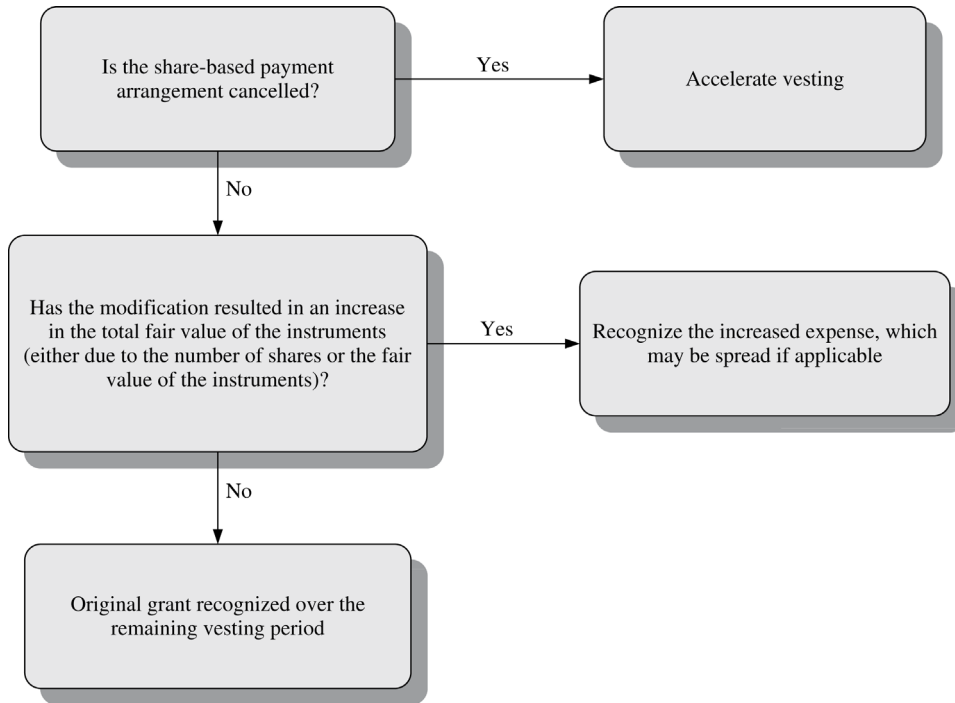 Is the share-based payment
arrangement cancelled?
Yes
Accelerate vesting
No
Has the modification resulted in an increase
in the total fair value of the instruments
(either due to the number of shares or the fair
value of the instruments)?
Yes
Recognize the increased expense, which
may be spread if applicable
No
Original grant recognized over the
remaining vesting period